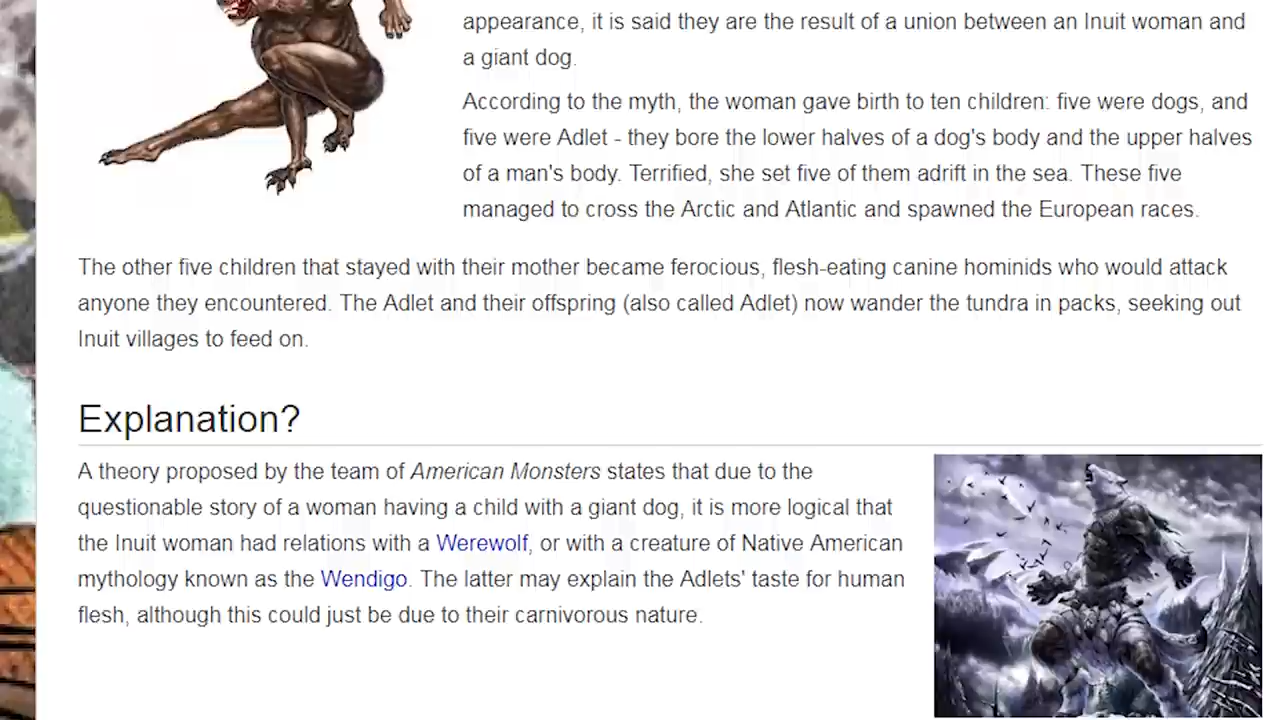 appearance, it is said they are the result of a union between an Inuit woman and
a giant dog.
According to the myth, the woman gave birth to ten children: five were dogs, and
five were Adlet - they bore the lower halves of a dog's body and the upper halves
of a man's body. Terrified, she set five of them adrift in the sea. These five
managed to cross the Arctic and Atlantic and spawned the European races.
The other five children that stayed with their mother became ferocious, flesh-eating canine hominids who would attack
anyone they encountered. The Adlet and their offspring (also called Adlet) now wander the tundra in packs, seeking out
Inuit villages to feed on.
Explanation?
A theory proposed by the team of American Monsters states that due to the
questionable story of a woman having a child with a giant dog, it is more logical that
the Inuit woman had relations with a Werewolf, or with a creature of Native American
mythology known as the Wendigo. The latter may explain the Adlets' taste for human
flesh, although this could just be due to their carnivorous nature.